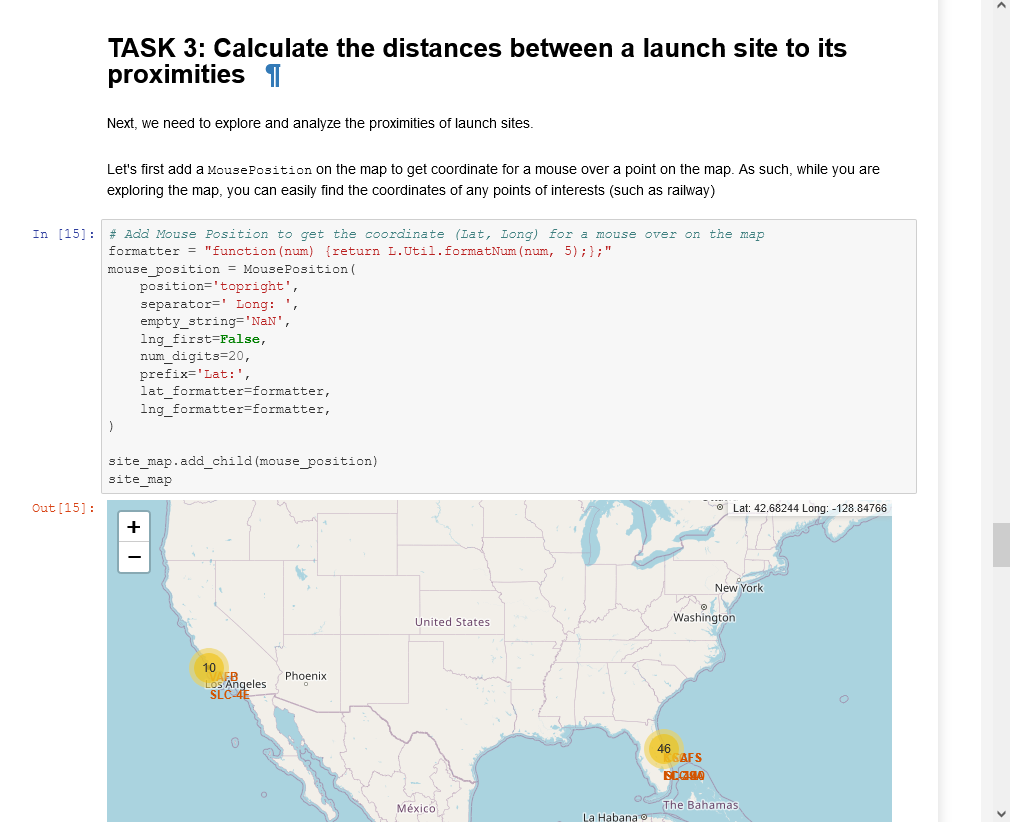 TASK 3: Calculate the distances between a launch site to its
proximities ¶
Next, we need to explore and analyze the proximities of launch sites.
Let's first add a MousePosition on the map to get coordinate for a mouse over a point on the map. As such, while you are
exploring the map, you can easily find the coordinates of any points of interests (such as railway)
In [15]:
# Add Mouse Position to get the coordinate (Lat, Long) for a mouse over on the map
formatter = "function(num) {return L.Util.formatNum(num, 5);};"
mouse_position = MousePosition(
    position='topright',
    separator=' Long: ',
    empty_string='NaN',
    lng_first=False,
    num_digits=20,
    prefix='Lat:',
    lat_formatter=formatter,
    lng_formatter=formatter,
)
site_map.add_child(mouse_position)
site_map
Out[15]:
+
−
Lat: 42.68244 Long: -128.84766
New York
Washington
United States
10
Los Angeles
SLC-4E
Phoenix
46
The Bahamas
México
La Habana